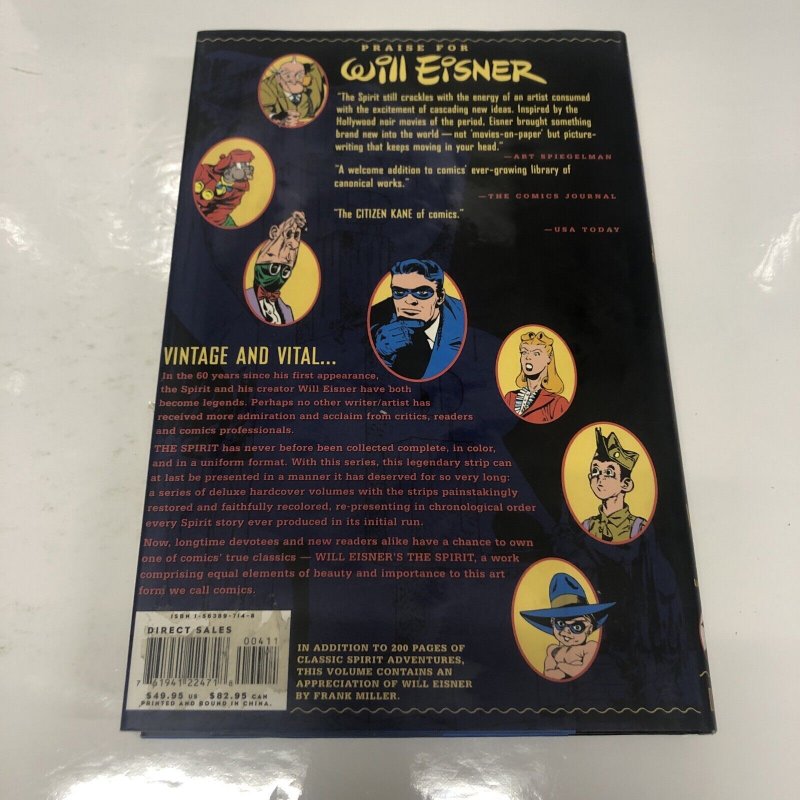 PRAISE FOR
Will EISNER
"The Spirit still crackles with the energy of an artist consumed
with the excitement of cascading new ideas. Inspired by the
Hollywood noir movies of the period, Eisner brought something
brand new into the world — not 'movies-on-paper' but picture-
writing that keeps moving in your head."
—ART SPIEGELMAN
"A welcome addition to comics' ever-growing library of
canonical works."
—THE COMICS JOURNAL
"The CITIZEN KANE of comics."
—USA TODAY
VINTAGE AND VITAL...
In the 60 years since his first appearance,
the Spirit and his creator Will Eisner have both
become legends. Perhaps no other writer/artist has
received more admiration and acclaim from critics, readers
and comics professionals.
THE SPIRIT has never before been collected complete, in color,
and in a uniform format. With this series, this legendary strip can
at last be presented in a manner it has deserved for so very long:
a series of deluxe hardcover volumes with the strips painstakingly
restored and faithfully recolored, re-presenting in chronological order
every Spirit story ever produced in its initial run.
Now, longtime devotees and new readers alike have a chance to own
one of comics' true classics — WILL EISNER'S THE SPIRIT, a work
comprising equal elements of beauty and importance to this art
form we call comics.
ISBN 1-56389-714-8
DIRECT SALES
00411
7 61941 22471 8
$49.95 US $82.95 CAN
PRINTED AND BOUND IN CHINA.
IN ADDITION TO 200 PAGES OF
CLASSIC SPIRIT ADVENTURES,
THIS VOLUME CONTAINS AN
APPRECIATION OF WILL EISNER
BY FRANK MILLER.